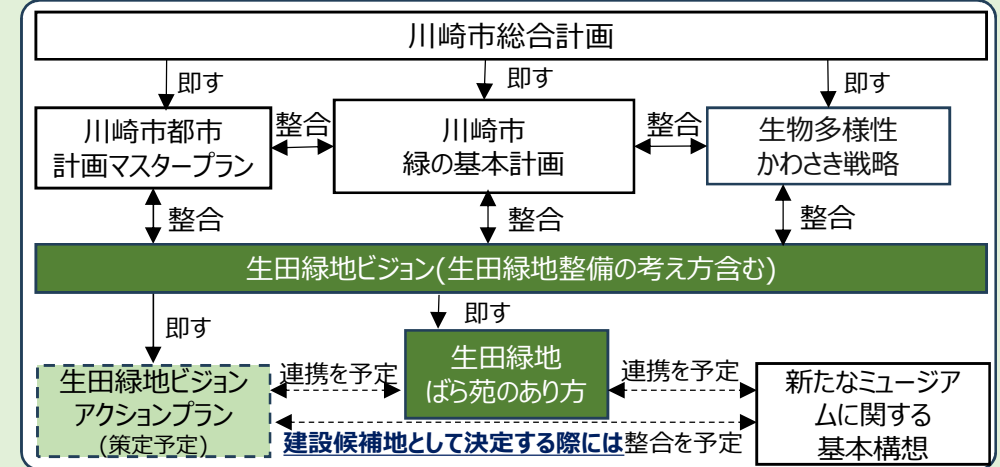 川崎市総合計画
即す
即す
即す
川崎市都市
計画マスタープラン
整合
川崎市
緑の基本計画
整合
生物多様性
かわさき戦略
整合
整合
整合
生田緑地ビジョン(生田緑地整備の考え方含む)
即す
即す
生田緑地ビジョン
アクションプラン
(策定予定)
連携を予定
生田緑地
ばら苑のあり方
連携を予定
新たなミュージア
ムに関する
基本構想
建設候補地として決定する際には整合を予定